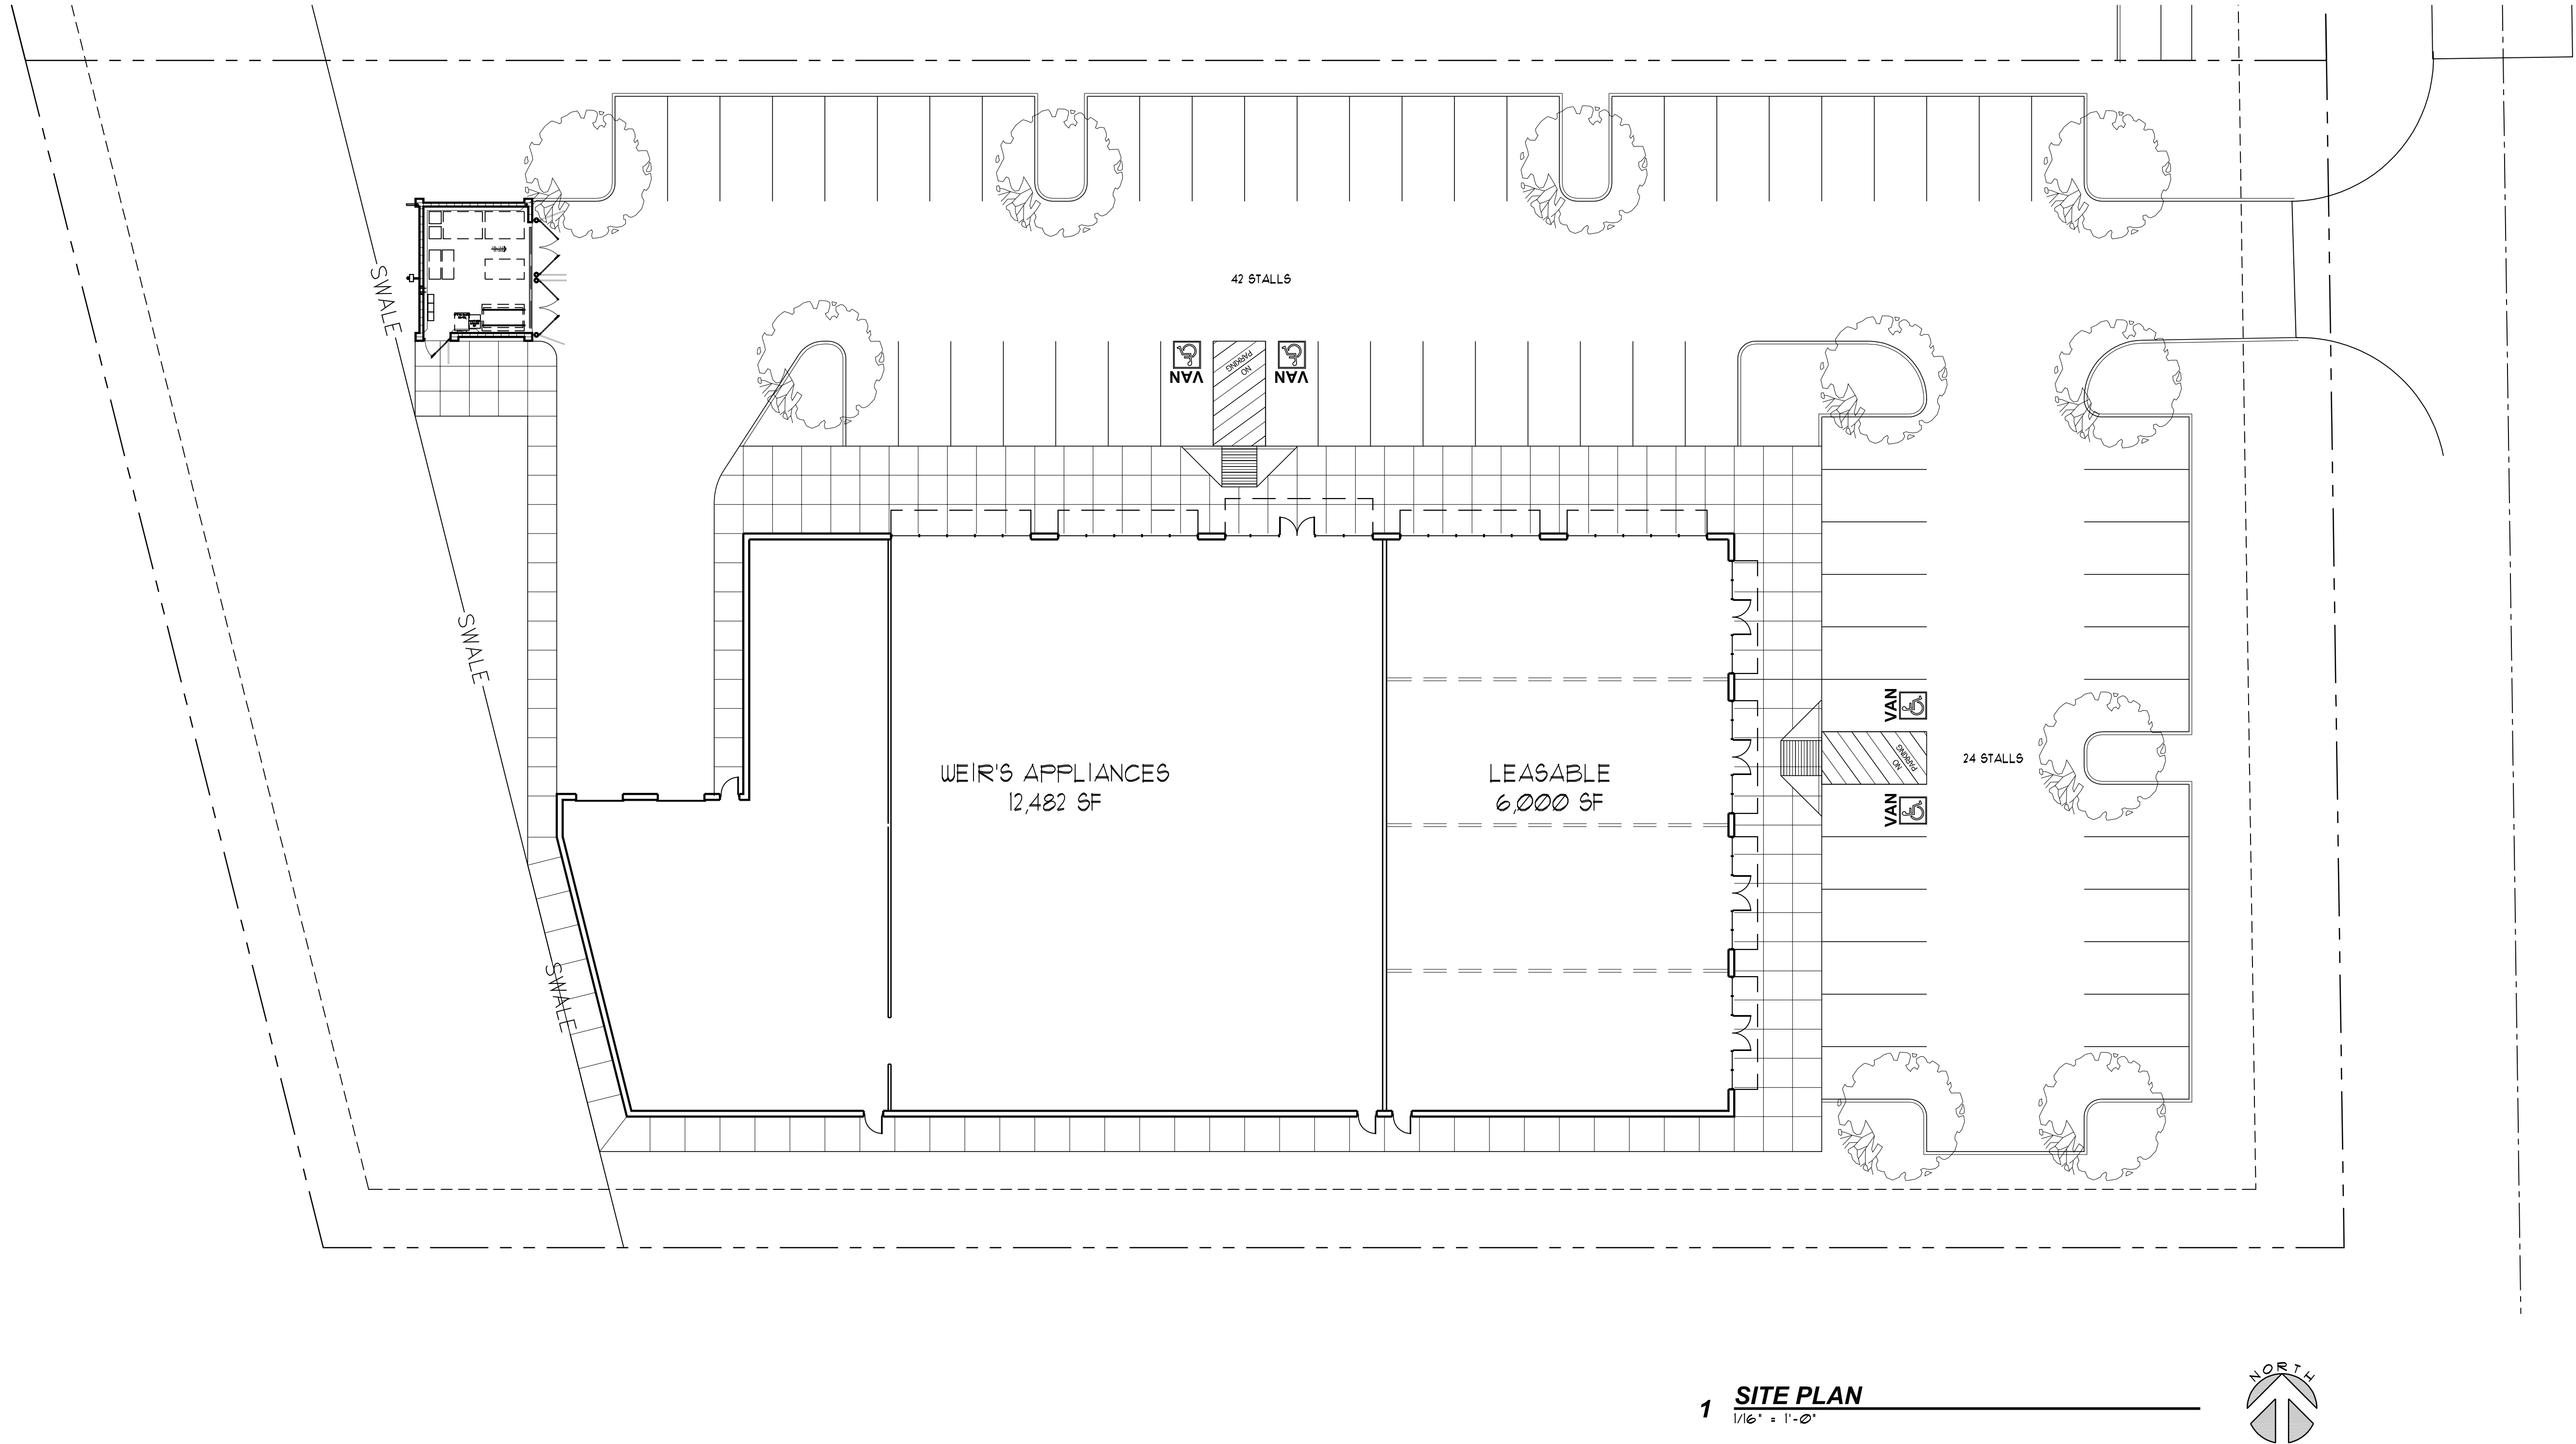 SWALE
42 STALLS
VAN
NO
PARKING
VAN
SWALE
VAN
NO
PARKING
VAN
24 STALLS
WEIR'S APPLIANCES
12,482 SF
LEASABLE
6,000 SF
SWALE
NORTH
1 SITE PLAN
1/16" = 1'-0"